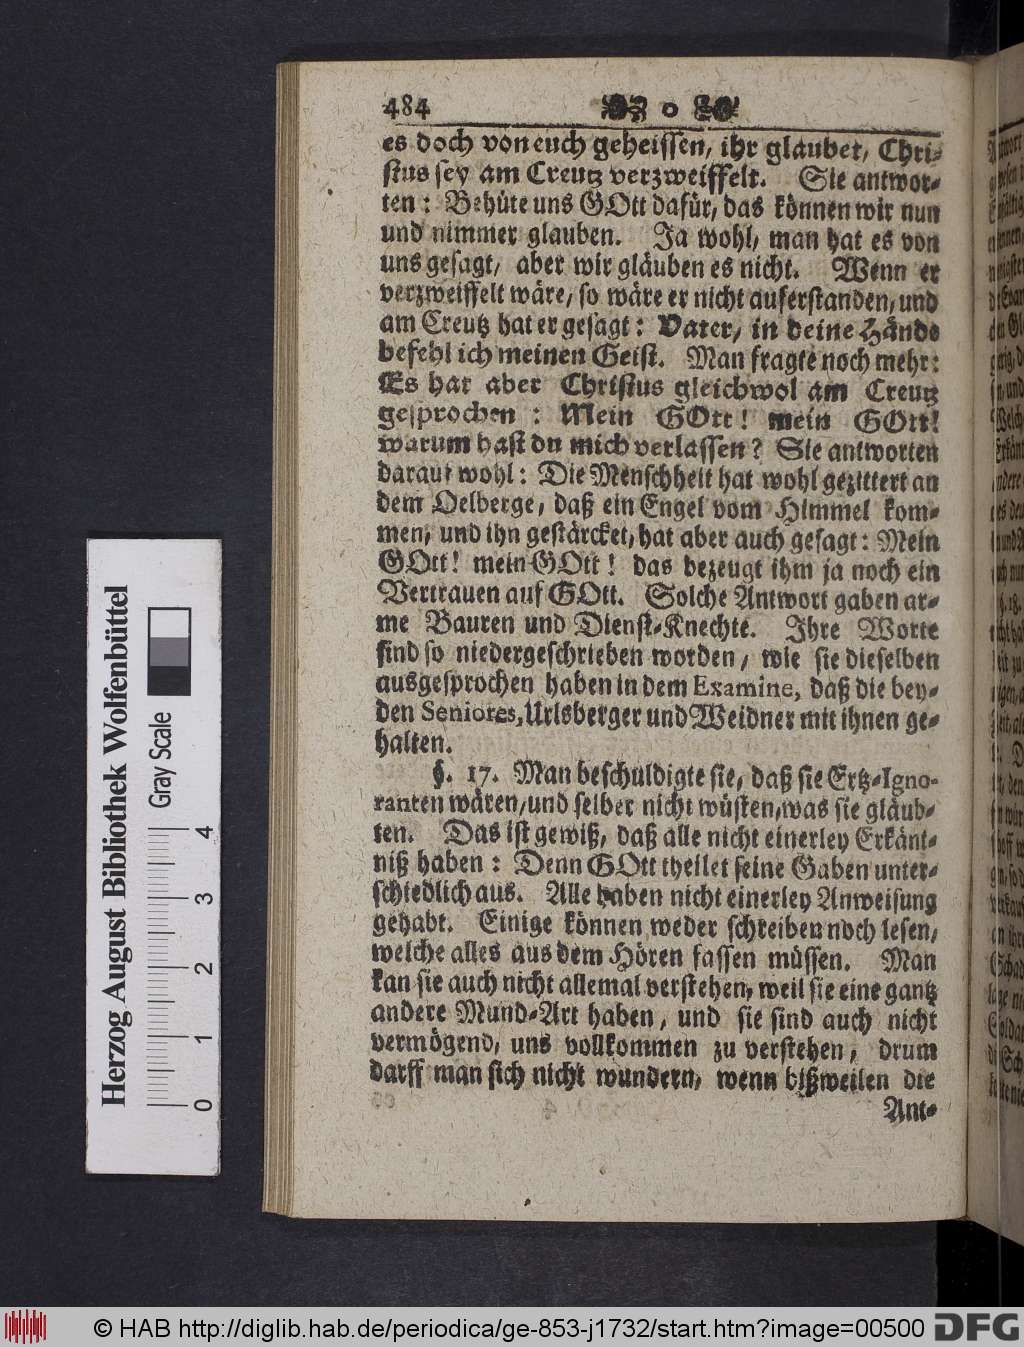 484
es doch von euch geheissen, ihr glaubet, Chri-
stus sey am Creutz verzweiffelt. Sie antwor-
ten: Behüte uns GOtt dafür, das können wir nun
und nimmer glauben. Ja wohl, man hat es von
uns gesagt, aber wir gläuben es nicht. Wenn er
verzweiffelt wäre, so wäre er nicht auferstanden, und
am Creutz hat er gesagt: Vater, in deine Hände
befehl ich meinen Geist. Man fragte noch mehr:
Es hat aber Christus gleichwol am Creutz
gesprochen: Mein GOtt! mein GOtt!
warum hast du mich verlassen? Sie antworten
darauf wohl: Die Menschheit hat wohl gezittert an
dem Oelberge, daß ein Engel vom Himmel kom-
men, und ihn gestärcket, hat aber auch gesagt: Mein
GOtt! mein GOtt! das bezeugt ihm ja noch ein
Vertrauen auf GOtt. Solche Antwort gaben ar-
me Bauren und Dienst-Knechte. Ihre Worte
sind so niedergeschrieben worden, wie sie dieselben
ausgesprochen haben in dem Examine, daß die bey-
den Seniores, Urlsberger und Weidner mit ihnen ge-
halten.
§. 17. Man beschuldigte sie, daß sie Ertz-Igno-
ranten wären, und selber nicht wüsten, was sie gläub-
ten. Das ist gewiß, daß alle nicht einerley Erkänt-
niß haben: Denn GOtt theilet seine Gaben unter-
schiedlich aus. Alle haben nicht einerley Anweisung
gehabt. Einige können weder schreiben noch lesen,
welche alles aus dem Hören fassen müssen. Man
kan sie auch nicht allemal verstehen, weil sie eine gantz
andere Mund-Art haben, und sie sind auch nicht
vermögend, uns vollkommen zu verstehen, drum
darff man sich nicht wundern, wenn bißweilen die
Ant-
Herzog August Bibliothek Wolfenbüttel
Gray Scale
0 1 2 3 4
© HAB http://diglib.hab.de/periodica/ge-853-j1732/start.htm?image=00500
DFG